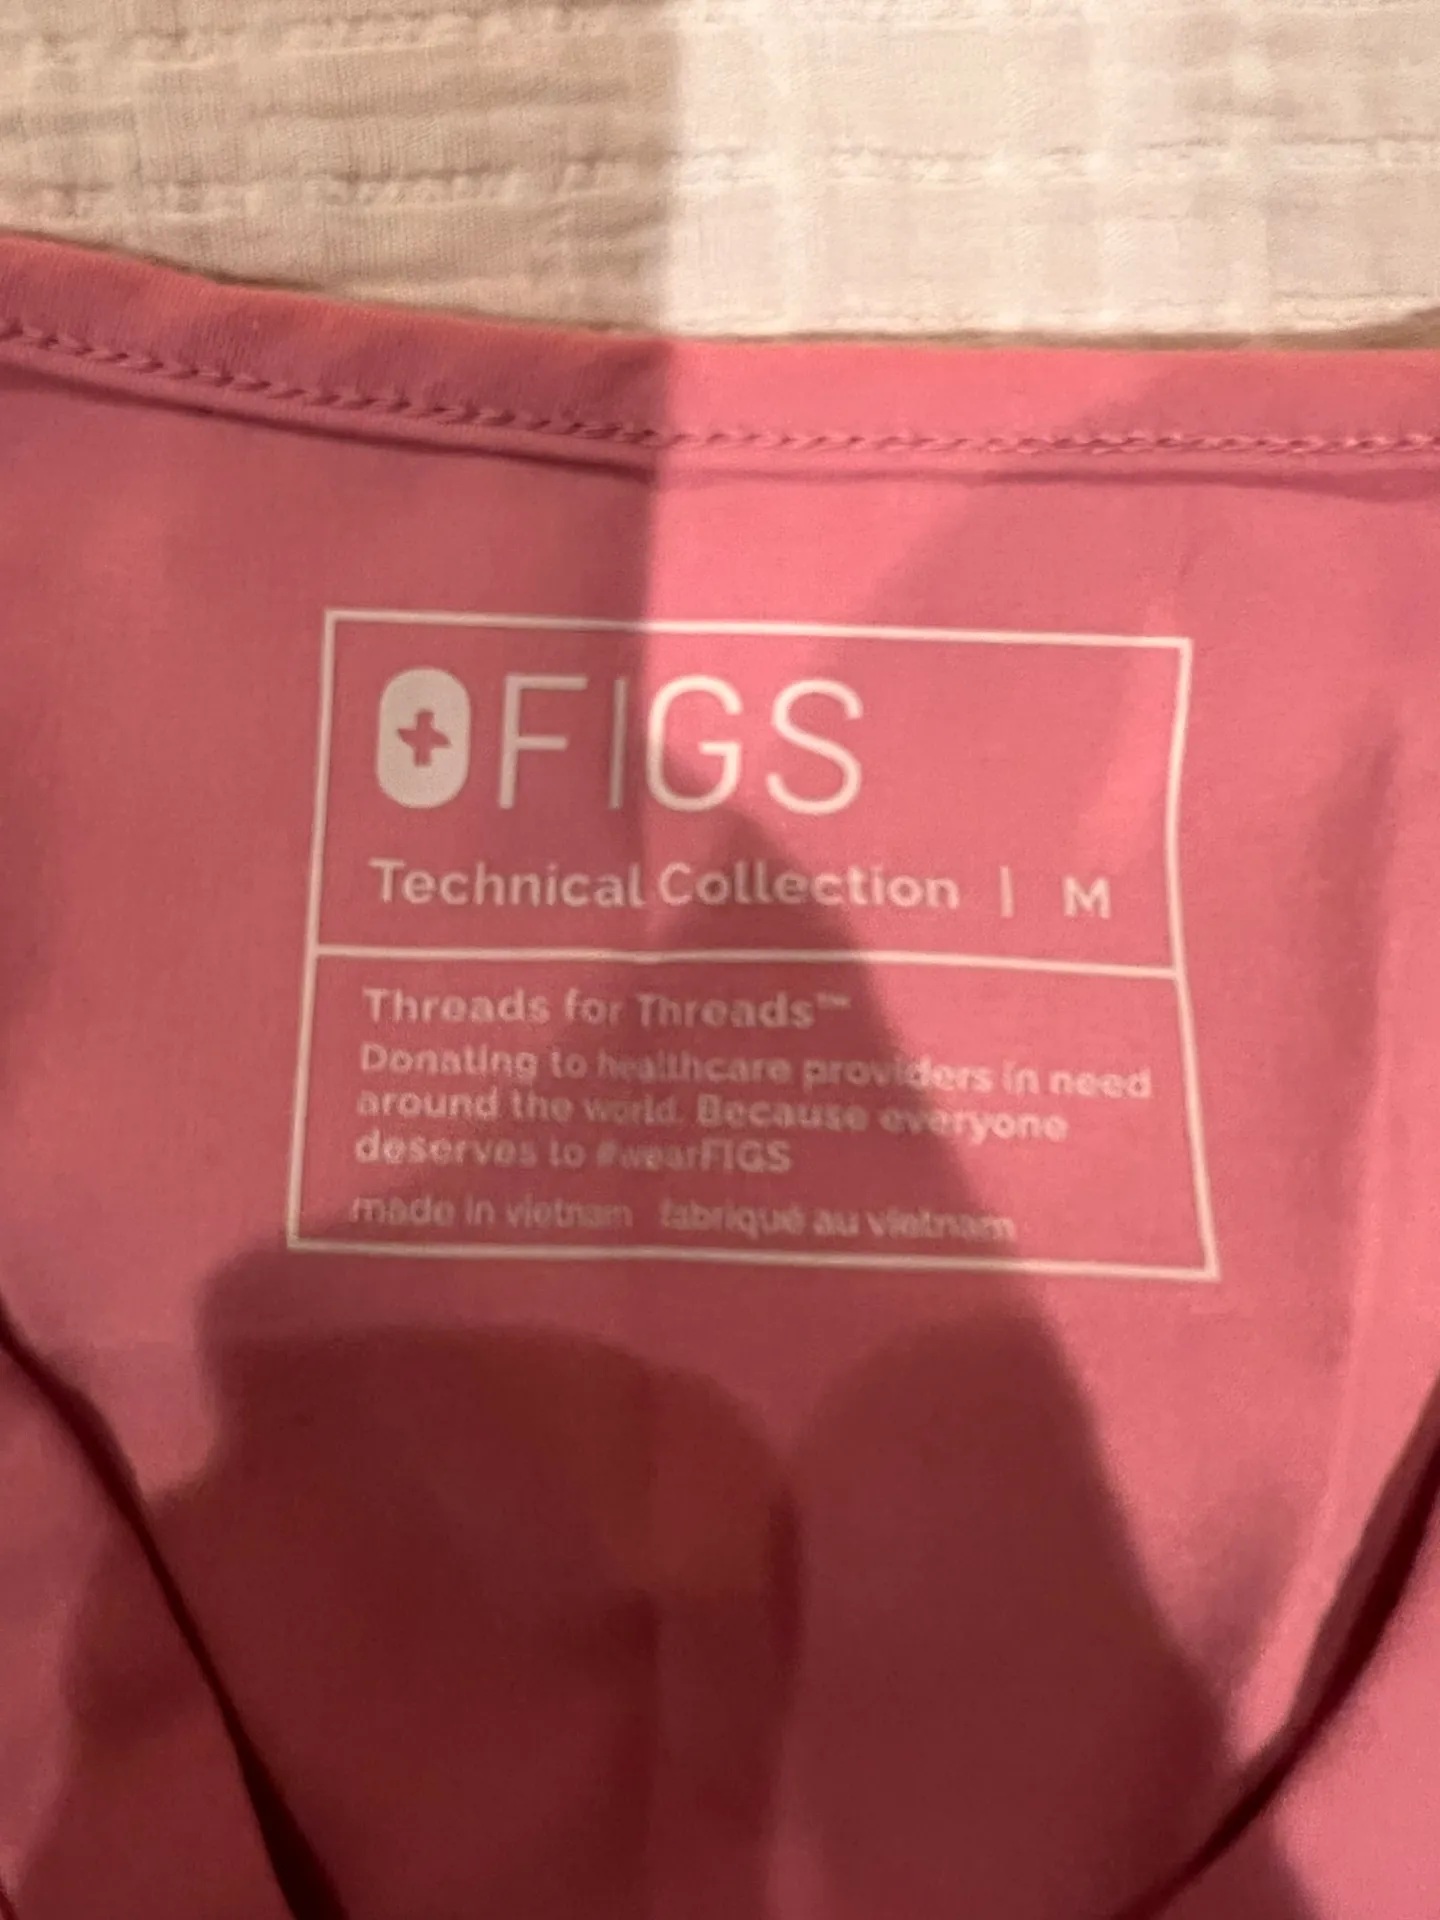 FIGS
Technical Collection | M
Threads for Threads™
Donating to healthcare providers in need
around the world. Because everyone
deserves to #wearFIGS
made in vietnam fabriqué au vietnam